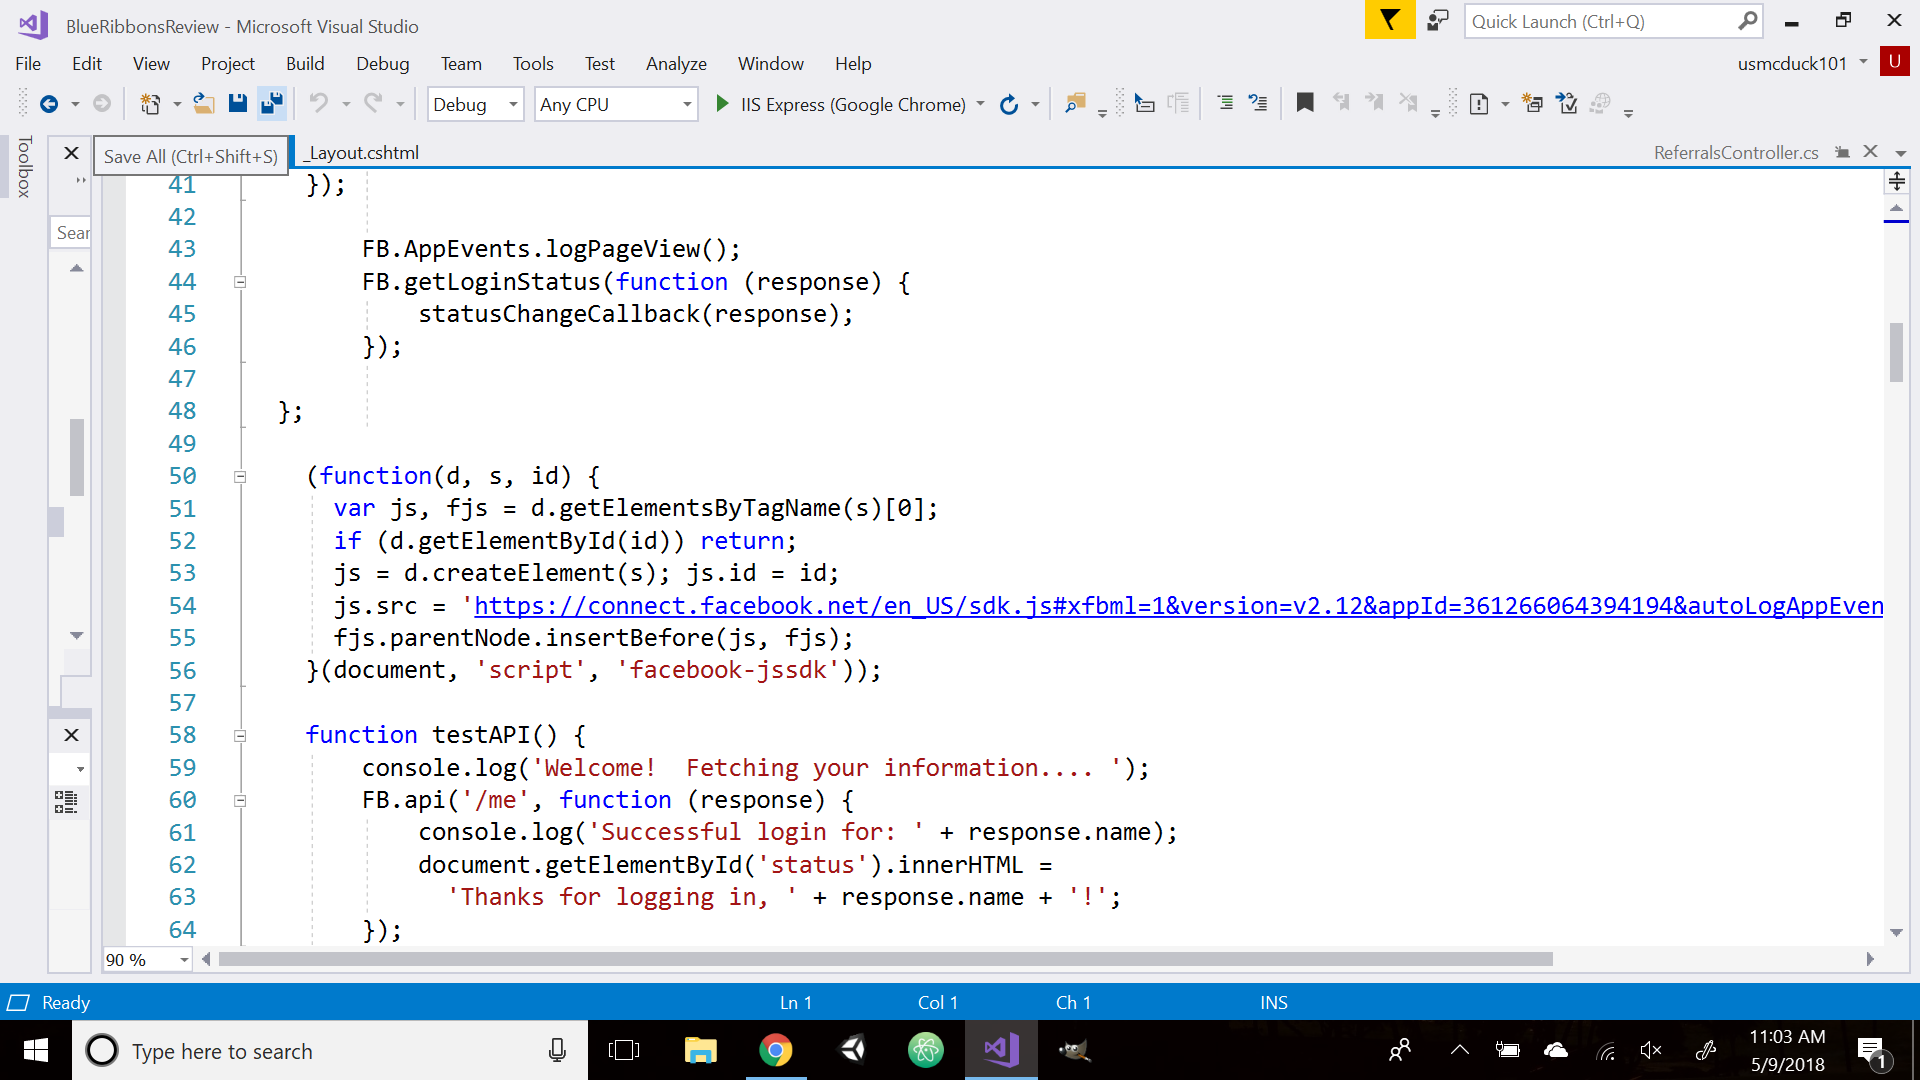 BlueRibbonsReview - Microsoft Visual Studio
Quick Launch (Ctrl+Q)
File Edit View Project Build Debug Team Tools Test Analyze Window Help
usmcduck101 U
Debug Any CPU IIS Express (Google Chrome)
Toolbox
Save All (Ctrl+Shift+S)
_Layout.cshtml
ReferralsController.cs
Sear
41 });
42
43 FB.AppEvents.logPageView();
44 FB.getLoginStatus(function (response) {
45 statusChangeCallback(response);
46 });
47
48 };
49
50 (function(d, s, id) {
51 var js, fjs = d.getElementsByTagName(s)[0];
52 if (d.getElementById(id)) return;
53 js = d.createElement(s); js.id = id;
54 js.src = 'https://connect.facebook.net/en_US/sdk.js#xfbml=1&version=v2.12&appId=361266064394194&autoLogAppEven
55 fjs.parentNode.insertBefore(js, fjs);
56 }(document, 'script', 'facebook-jssdk'));
57
58 function testAPI() {
59 console.log('Welcome!  Fetching your information.... ');
60 FB.api('/me', function (response) {
61 console.log('Successful login for: ' + response.name);
62 document.getElementById('status').innerHTML =
63 'Thanks for logging in, ' + response.name + '!';
64 });
90 %
Ready Ln 1 Col 1 Ch 1 INS
Type here to search
11:03 AM
5/9/2018
1